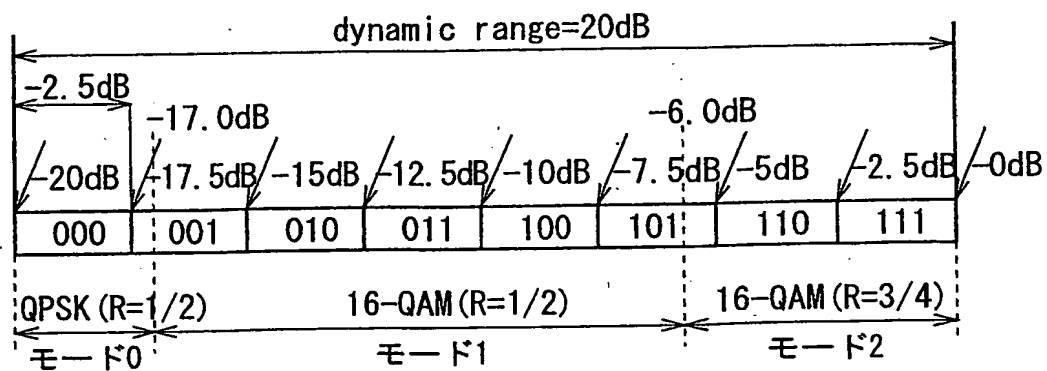 dynamic range=20dB
-2.5dB
-17.0dB
-6.0dB
-20dB -17.5dB -15dB -12.5dB -10dB -7.5dB -5dB -2.5dB -0dB
000 001 010 011 100 101 110 111
QPSK(R=1/2) 16-QAM(R=1/2) 16-QAM(R=3/4)
モード0 モード1 モード2